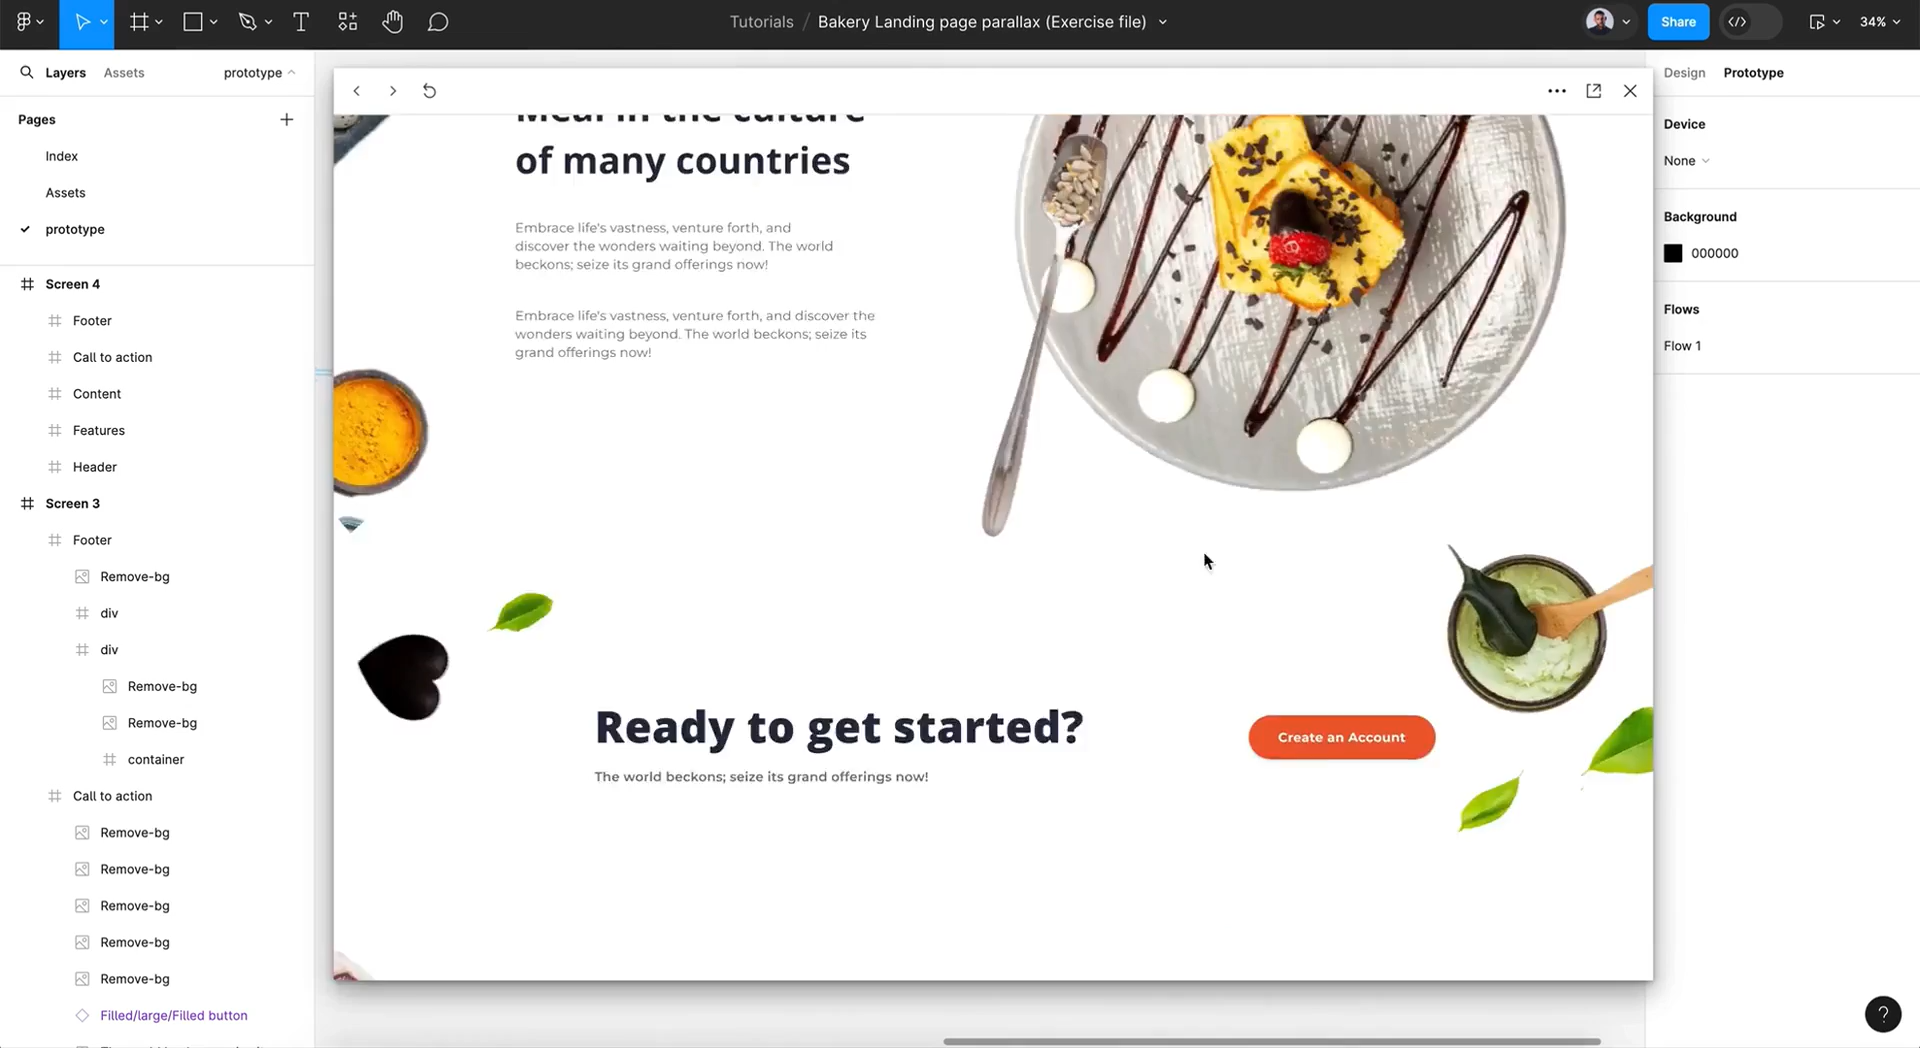 Tutorials / Bakery Landing page parallax (Exercise file)
Share
34%
Layers
Assets
prototype
Pages
Index
Assets
prototype
Screen 4
Footer
Call to action
Content
Features
Header
Screen 3
Footer
Remove-bg
div
div
Remove-bg
Remove-bg
container
Call to action
Remove-bg
Remove-bg
Remove-bg
Remove-bg
Remove-bg
Filled/large/Filled button
Meal in the culture
of many countries
Embrace life's vastness, venture forth, and
discover the wonders waiting beyond. The world
beckons; seize its grand offerings now!
Embrace life's vastness, venture forth, and discover the
wonders waiting beyond. The world beckons; seize its
grand offerings now!
Ready to get started?
The world beckons; seize its grand offerings now!
Create an Account
Design
Prototype
Device
None
Background
000000
Flows
Flow 1
?